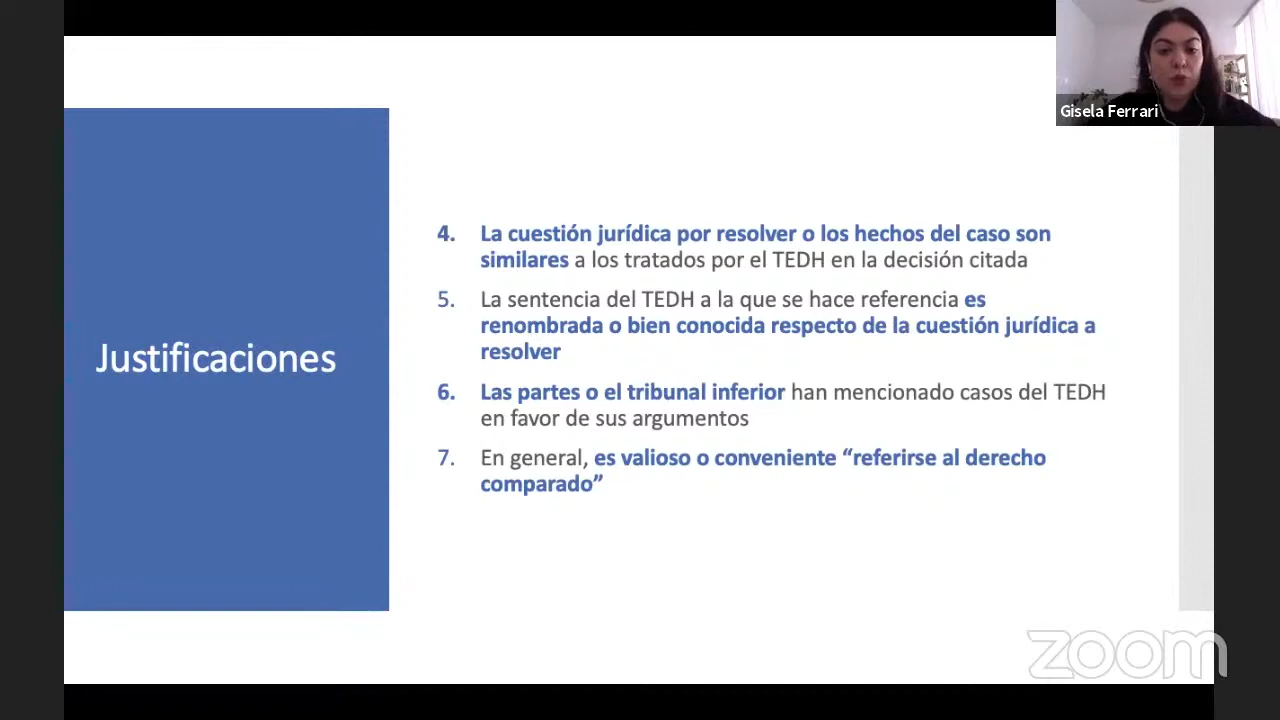 Gisela Ferrari
Justificaciones
4. La cuestión jurídica por resolver o los hechos del caso son
similares a los tratados por el TEDH en la decisión citada
5. La sentencia del TEDH a la que se hace referencia es
renombrada o bien conocida respecto de la cuestión jurídica a
resolver
6. Las partes o el tribunal inferior han mencionado casos del TEDH
en favor de sus argumentos
7. En general, es valioso o conveniente “referirse al derecho
comparado”
zoom